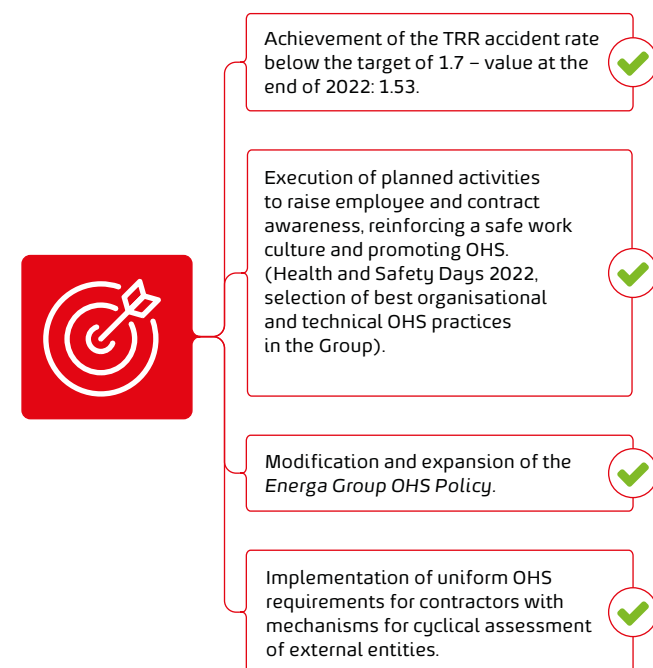 Achievement of the TRR accident rate
below the target of 1.7 – value at the
end of 2022: 1.53.
Execution of planned activities
to raise employee and contract
awareness, reinforcing a safe work
culture and promoting OHS.
(Health and Safety Days 2022,
selection of best organisational
and technical OHS practices
in the Group).
Modification and expansion of the
Energa Group OHS Policy.
Implementation of uniform OHS
requirements for contractors with
mechanisms for cyclical assessment
of external entities.